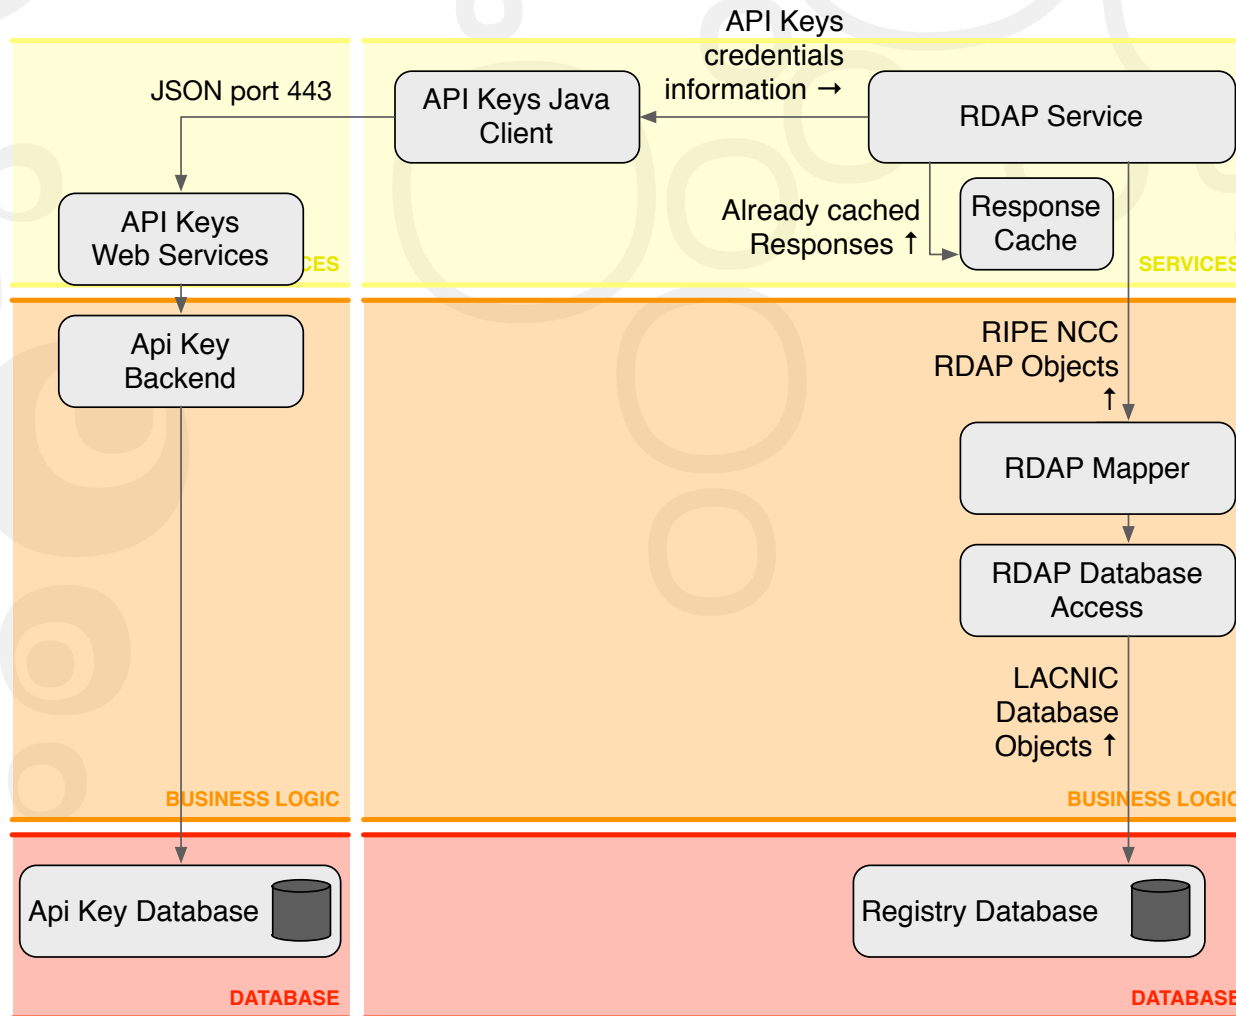 API Keys
credentials
information →
JSON port 443
API Keys Java
Client
RDAP Service
API Keys
Web Services
CES
Already cached
Responses ↑
Response
Cache
SERVICES
Api Key
Backend
RIPE NCC
RDAP Objects
↑
RDAP Mapper
RDAP Database
Access
LACNIC
Database
Objects ↑
BUSINESS LOGIC
BUSINESS LOGIC
Api Key Database
Registry Database
DATABASE
DATABASE